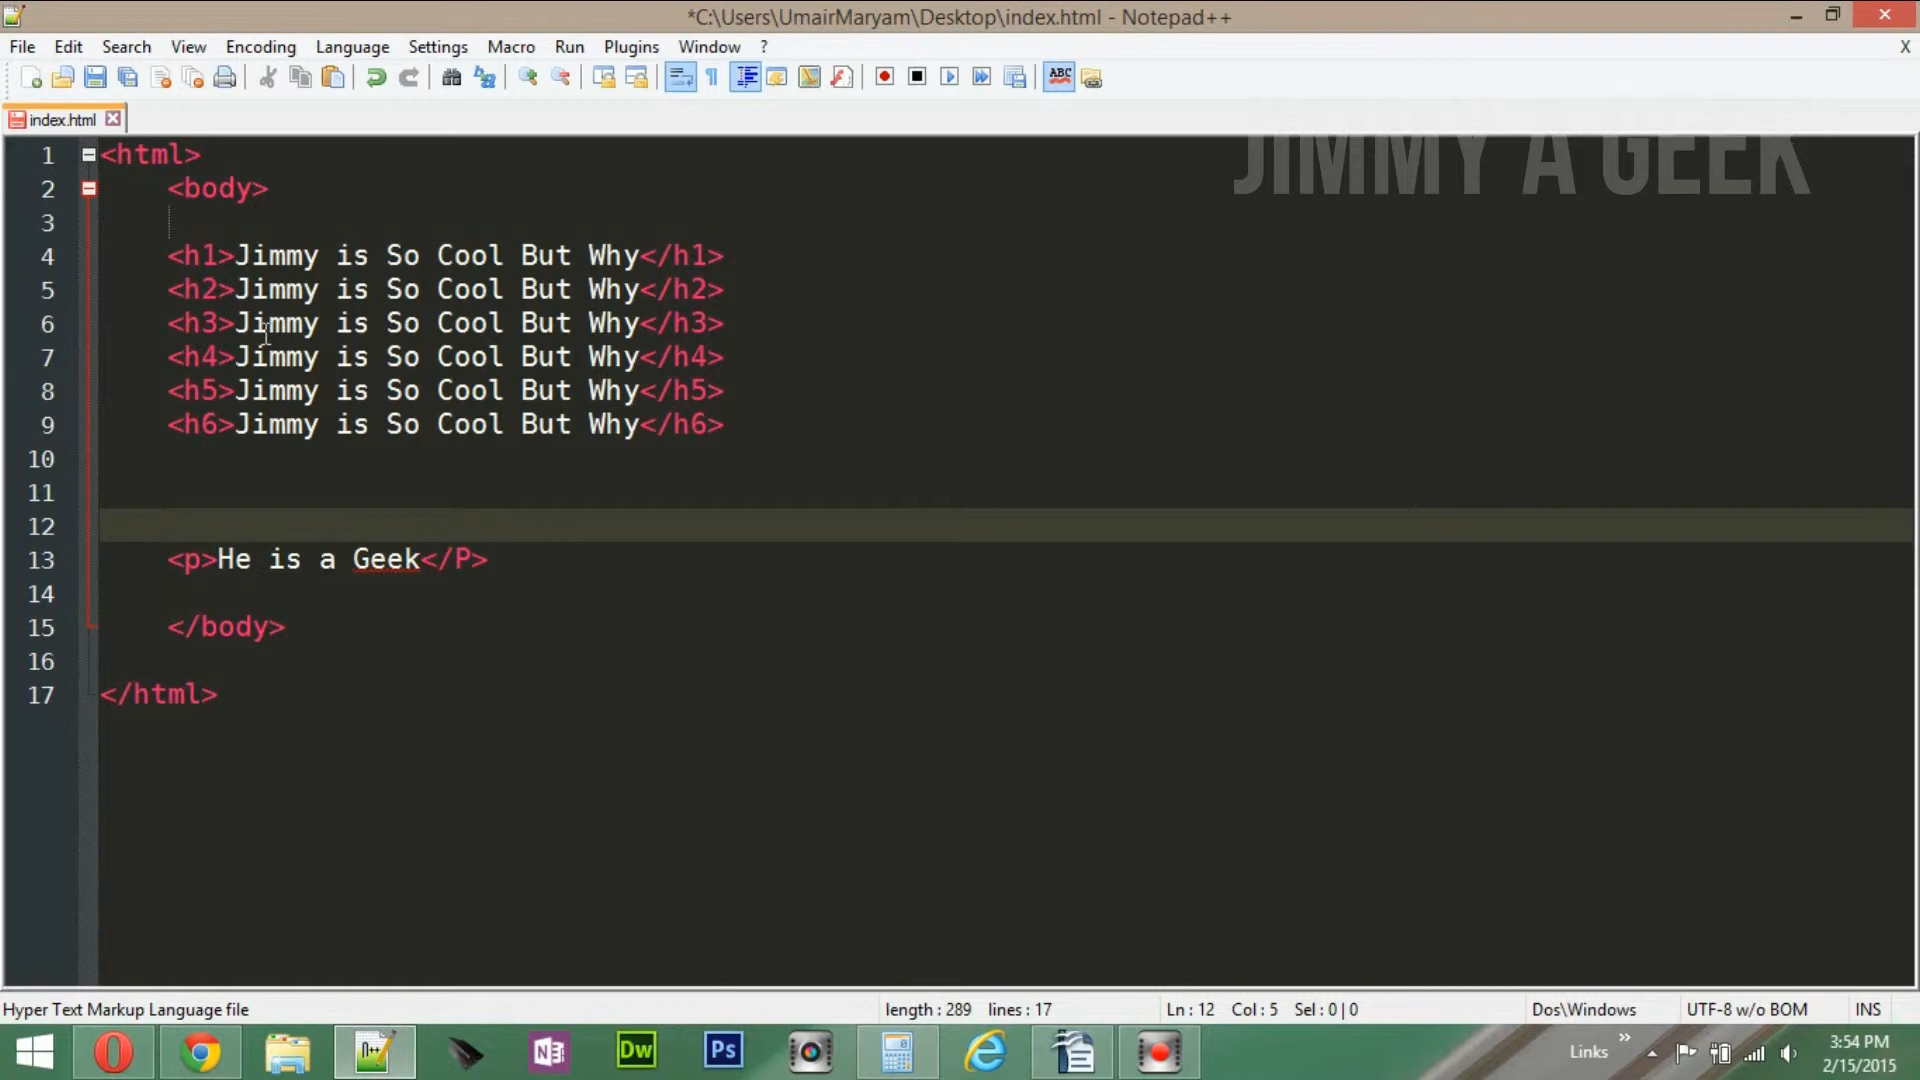 *C:\Users\UmairMaryam\Desktop\index.html - Notepad++
File Edit Search View Encoding Language Settings Macro Run Plugins Window ? X
ABC
index.html
JIMMY A GEEK
1 <html>
2 <body>
3
4 <h1>Jimmy is So Cool But Why</h1>
5 <h2>Jimmy is So Cool But Why</h2>
6 <h3>Jimmy is So Cool But Why</h3>
7 <h4>Jimmy is So Cool But Why</h4>
8 <h5>Jimmy is So Cool But Why</h5>
9 <h6>Jimmy is So Cool But Why</h6>
10
11
12
13 <p>He is a Geek</P>
14
15 </body>
16
17 </html>
Hyper Text Markup Language file length : 289 lines : 17 Ln : 12 Col : 5 Sel : 0 | 0 Dos\Windows UTF-8 w/o BOM INS
N Dw Ps Links » 3:54 PM
2/15/2015